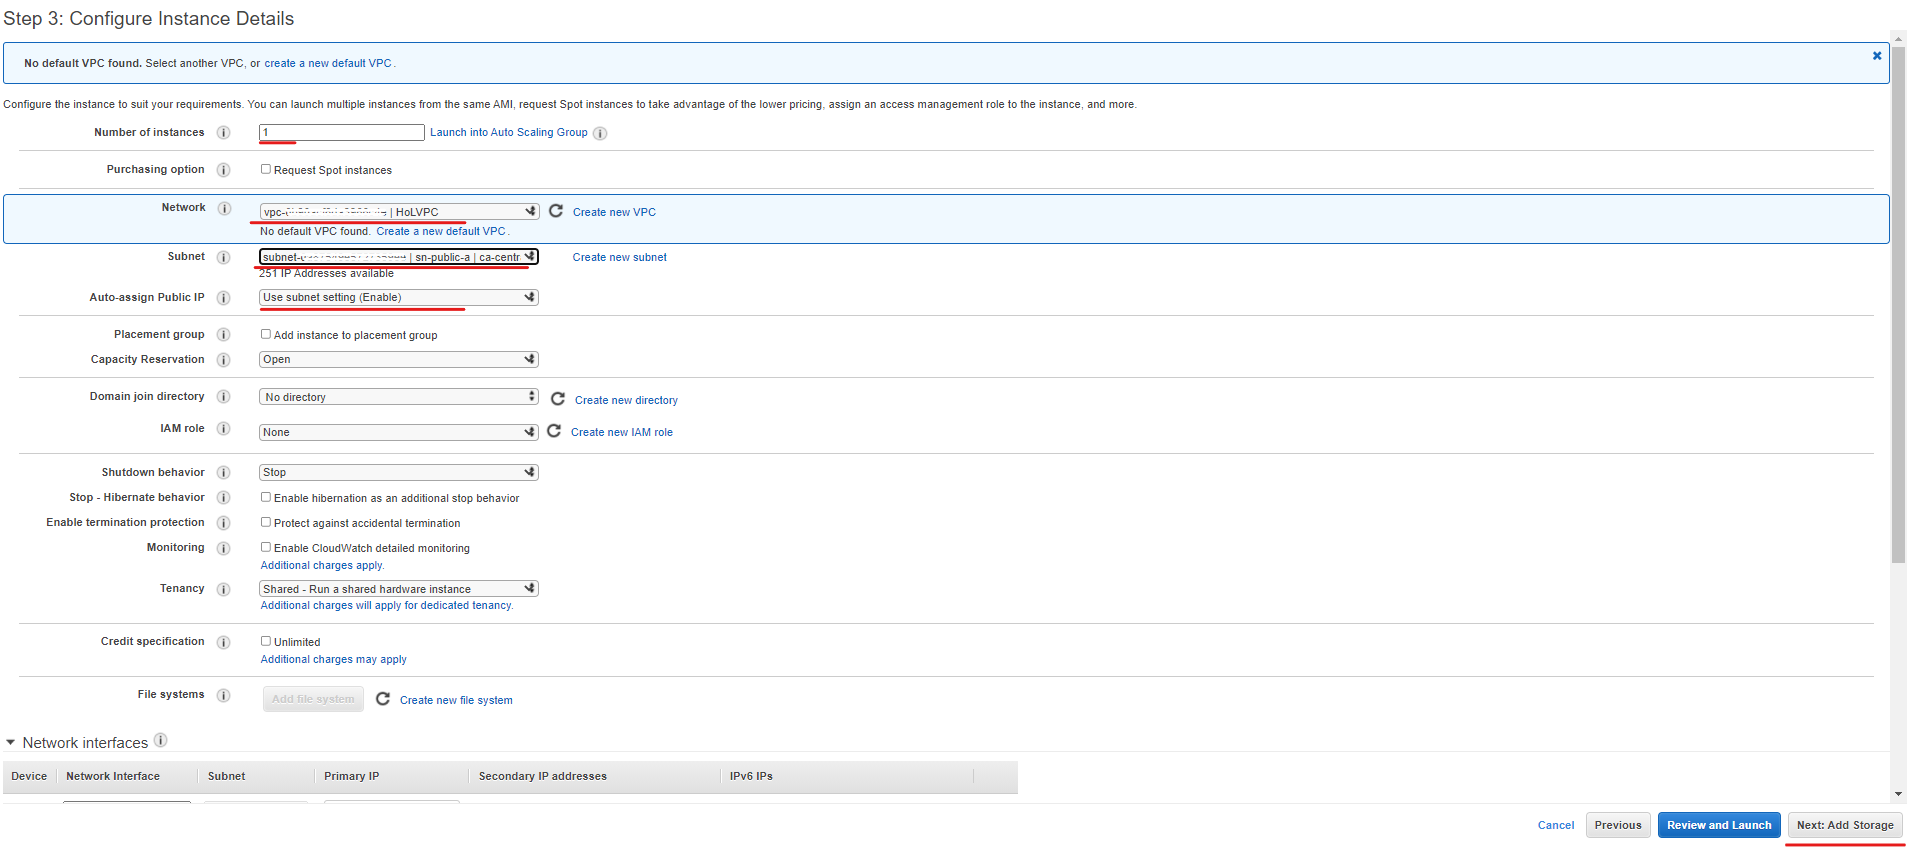 Step 3: Configure Instance Details
No default VPC found. Select another VPC, or create a new default VPC.
Configure the instance to suit your requirements. You can launch multiple instances from the same AMI, request Spot instances to take advantage of the lower pricing, assign an access management role to the instance, and more.
Number of instances 1 Launch into Auto Scaling Group
Purchasing option Request Spot instances
Network vpc- | HoLVPC Create new VPC
No default VPC found. Create a new default VPC.
Subnet subnet- | sn-public-a | ca-centr Create new subnet
251 IP Addresses available
Auto-assign Public IP Use subnet setting (Enable)
Placement group Add instance to placement group
Capacity Reservation Open
Domain join directory No directory Create new directory
IAM role None Create new IAM role
Shutdown behavior Stop
Stop - Hibernate behavior Enable hibernation as an additional stop behavior
Enable termination protection Protect against accidental termination
Monitoring Enable CloudWatch detailed monitoring
Additional charges apply.
Tenancy Shared - Run a shared hardware instance
Additional charges will apply for dedicated tenancy.
Credit specification Unlimited
Additional charges may apply
File systems Add file system Create new file system
Network interfaces
Device Network Interface Subnet Primary IP Secondary IP addresses IPv6 IPs
Cancel Previous Review and Launch Next: Add Storage